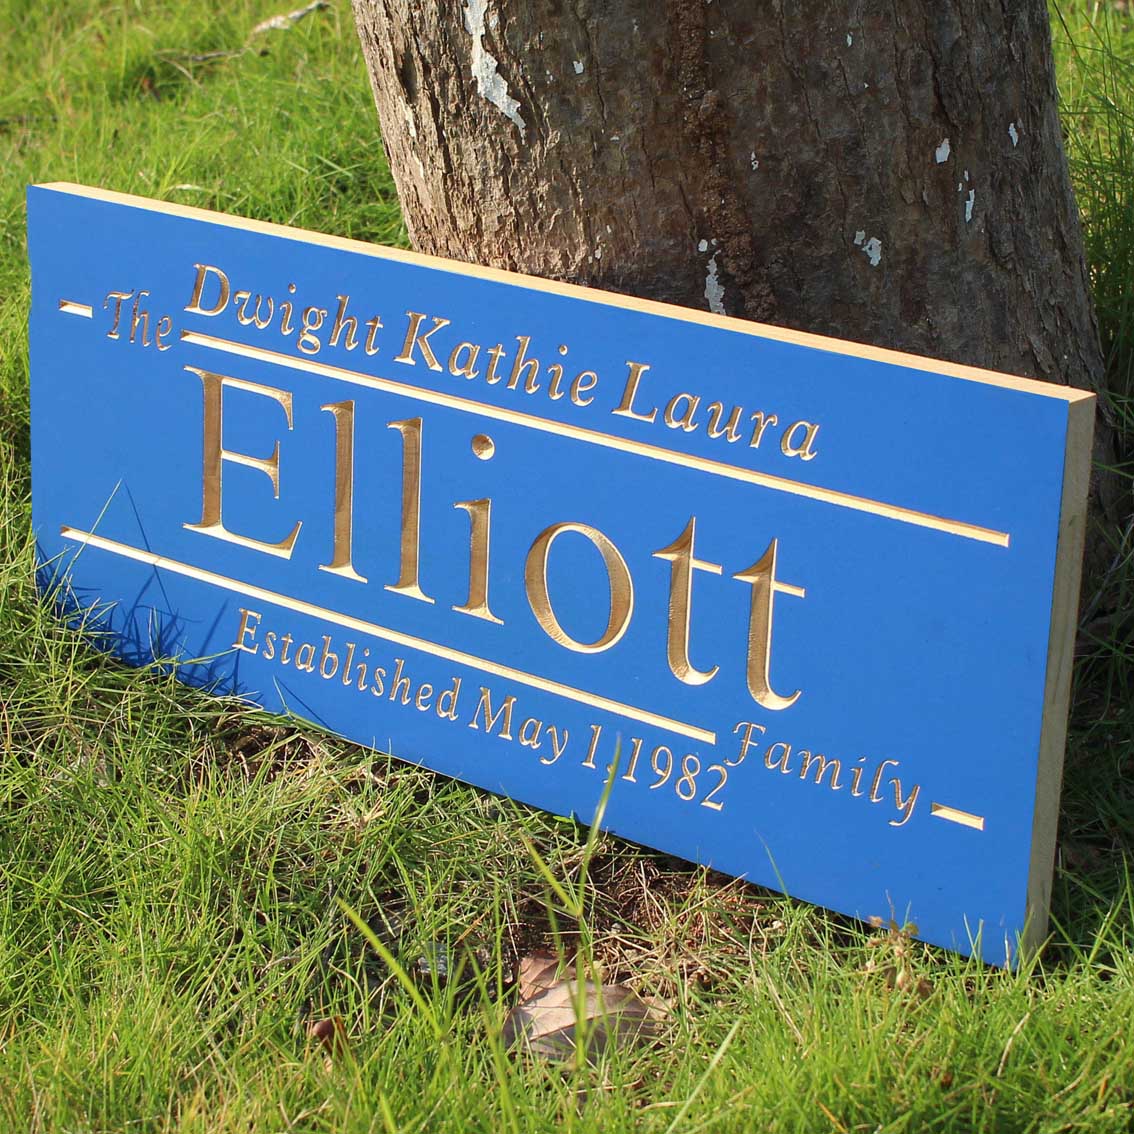 Dwight Kathie Laura
The
Elliott
Family
Established May 1, 1982